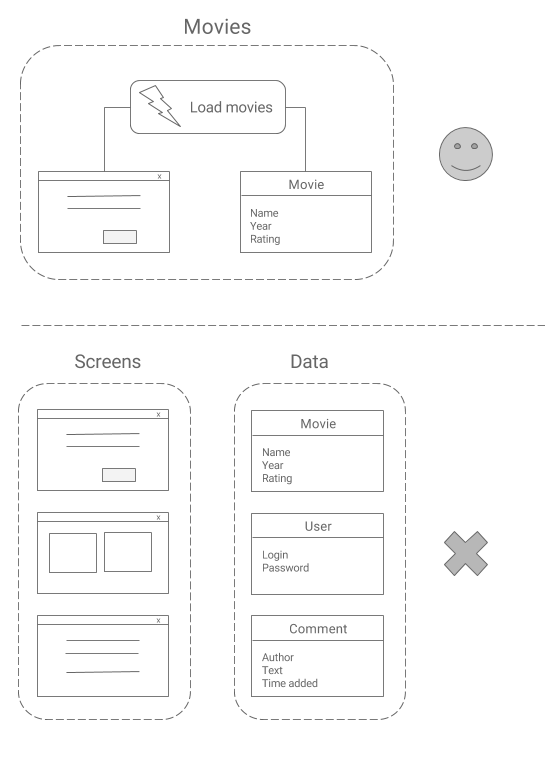 Movies
Load movies
x
Movie
Name
Year
Rating
Screens
Data
x
Movie
Name
Year
Rating
x
User
Login
Password
x
Comment
Author
Text
Time added